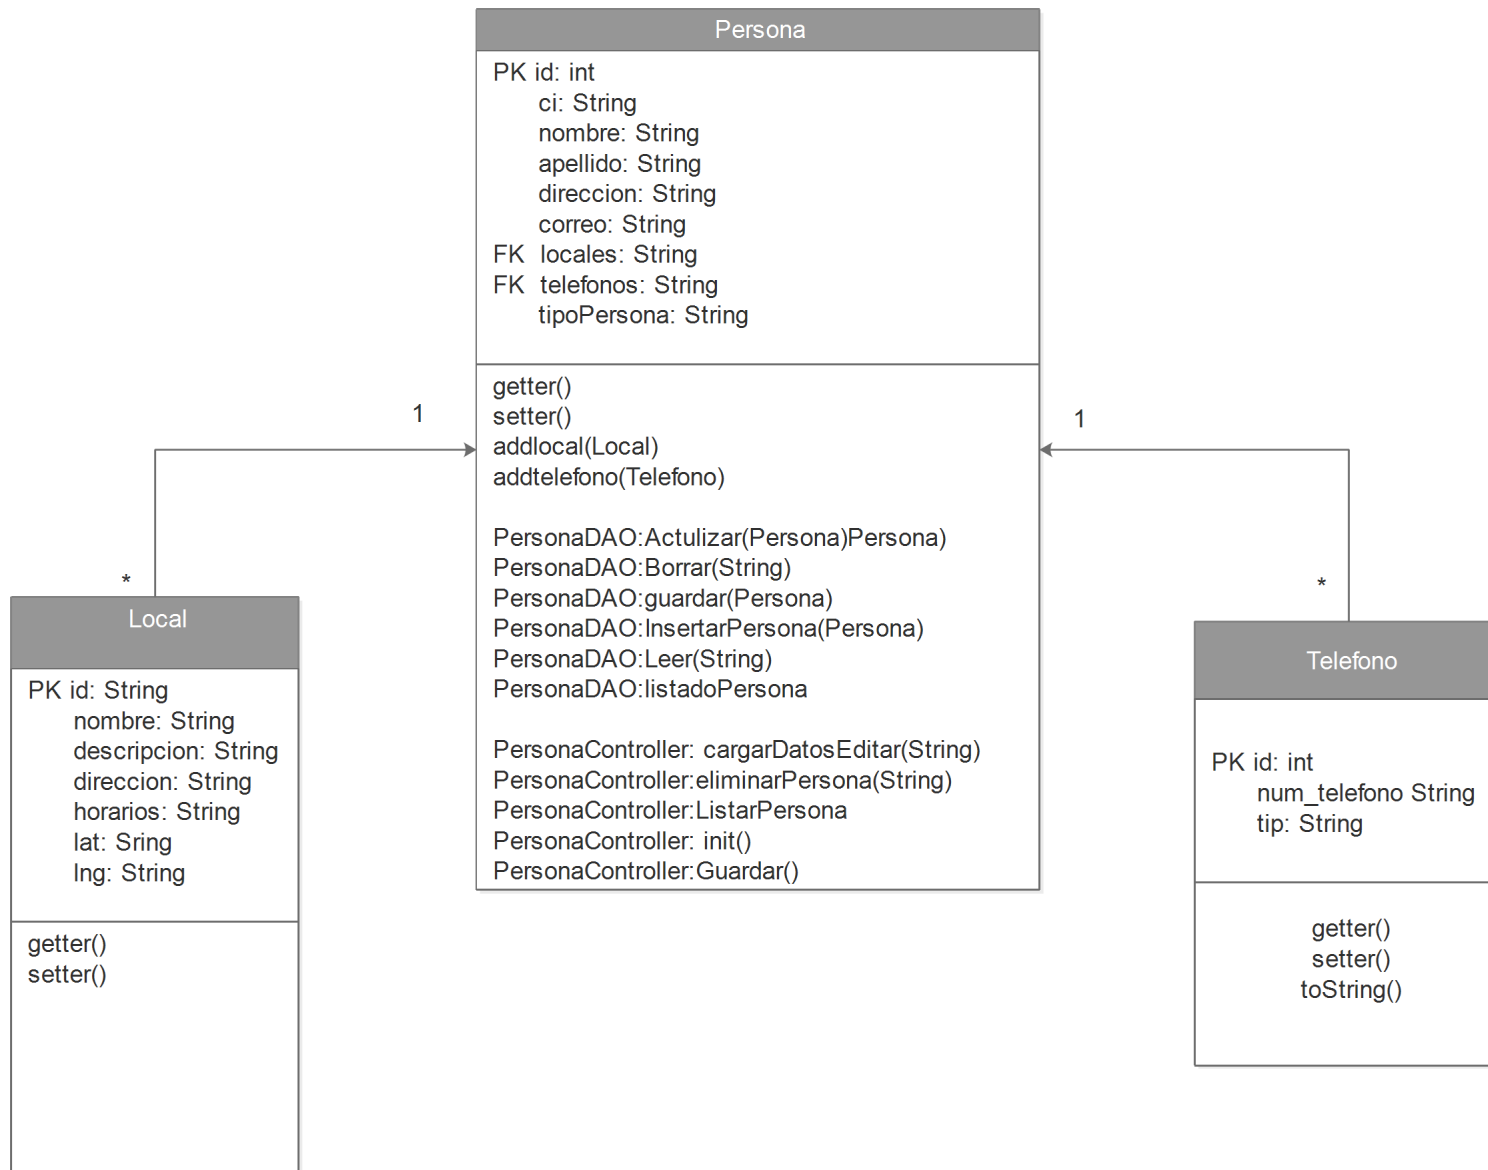 Persona
PK id: int
ci: String
nombre: String
apellido: String
direccion: String
correo: String
FK locales: String
FK telefonos: String
tipoPersona: String
getter()
setter()
addlocal(Local)
addtelefono(Telefono)
PersonaDAO:Actulizar(Persona)Persona)
PersonaDAO:Borrar(String)
PersonaDAO:guardar(Persona)
PersonaDAO:InsertarPersona(Persona)
PersonaDAO:Leer(String)
PersonaDAO:listadoPersona
PersonaController: cargarDatosEditar(String)
PersonaController:eliminarPersona(String)
PersonaController:ListarPersona
PersonaController: init()
PersonaController:Guardar()
1
*
1
*
Local
PK id: String
nombre: String
descripcion: String
direccion: String
horarios: String
lat: Sring
lng: String
getter()
setter()
Telefono
PK id: int
num_telefono String
tip: String
getter()
setter()
toString()